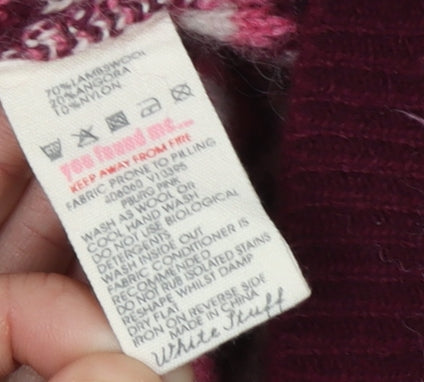 70% LAMBSWOOL
20% ANGORA
10% NYLON
you found me...
KEEP AWAY FROM FIRE
FABRIC PRONE TO PILLING
PBURG PINK
WASH AS WOOL OR
COOL HAND WASH
DO NOT USE BIOLOGICAL
DETERGENTS
WASH INSIDE OUT
FABRIC CONDITIONER IS
RECOMMENDED
DO NOT RUB ISOLATED STAINS
RESHAPE WHILST DAMP
DRY FLAT
IRON ON REVERSE SIDE
MADE IN CHINA
White Stuff